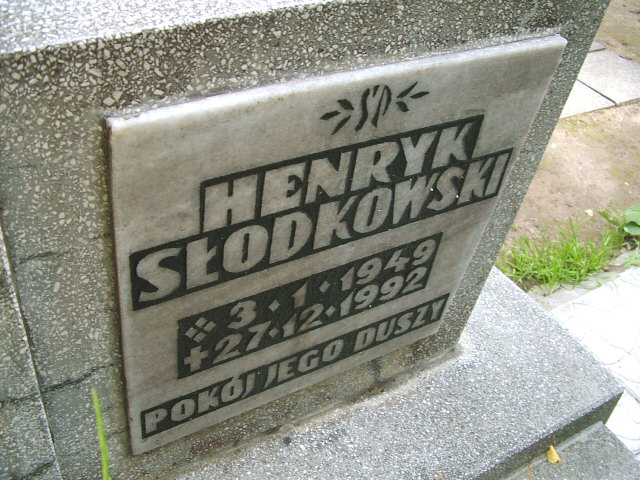 ŚP
HENRYK
SŁODKOWSKI
3·1·1949
+27·12·1992
POKÓJ JEGO DUSZY